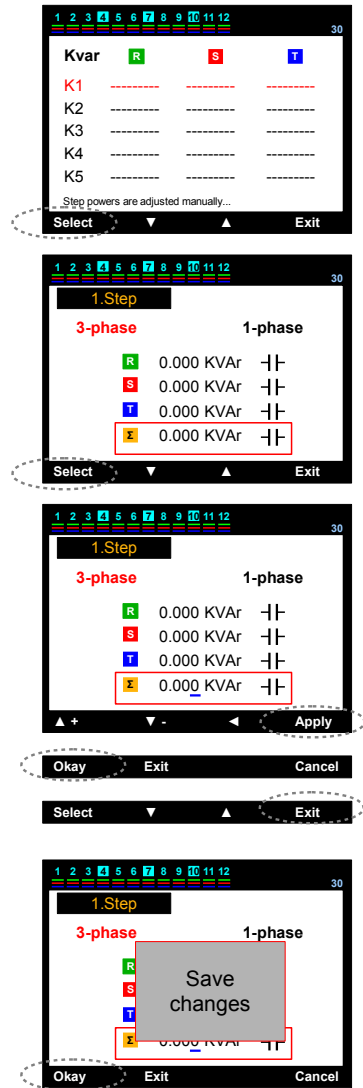 1 2 3 4 5 6 7 8 9 10 11 12
30
Kvar R S T
K1 --------- --------- ---------
K2 --------- --------- ---------
K3 --------- --------- ---------
K4 --------- --------- ---------
K5 --------- --------- ---------
Step powers are adjusted manually...
Select ▼ ▲ Exit
1 2 3 4 5 6 7 8 9 10 11 12
30
1.Step
3-phase 1-phase
R 0.000 KVAr
S 0.000 KVAr
T 0.000 KVAr
Σ 0.000 KVAr
Select ▼ ▲ Exit
1 2 3 4 5 6 7 8 9 10 11 12
30
1.Step
3-phase 1-phase
R 0.000 KVAr
S 0.000 KVAr
T 0.000 KVAr
Σ 0.000 KVAr
▲ + ▼ - ◄ Apply
Okay Exit Cancel
Select ▼ ▲ Exit
1 2 3 4 5 6 7 8 9 10 11 12
30
1.Step
3-phase 1-phase
R
S
T
Save
changes
Σ 0.000 KVAr
Okay Exit Cancel